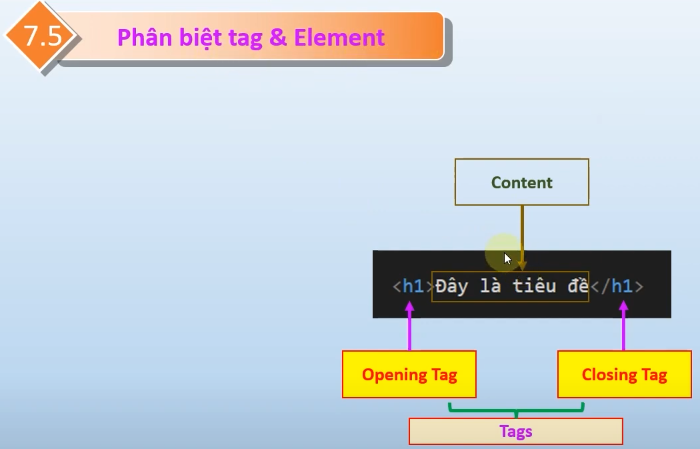 7.5
Phân biệt tag & Element
Content
<h1>Đây là tiêu đề</h1>
Opening Tag
Closing Tag
Tags